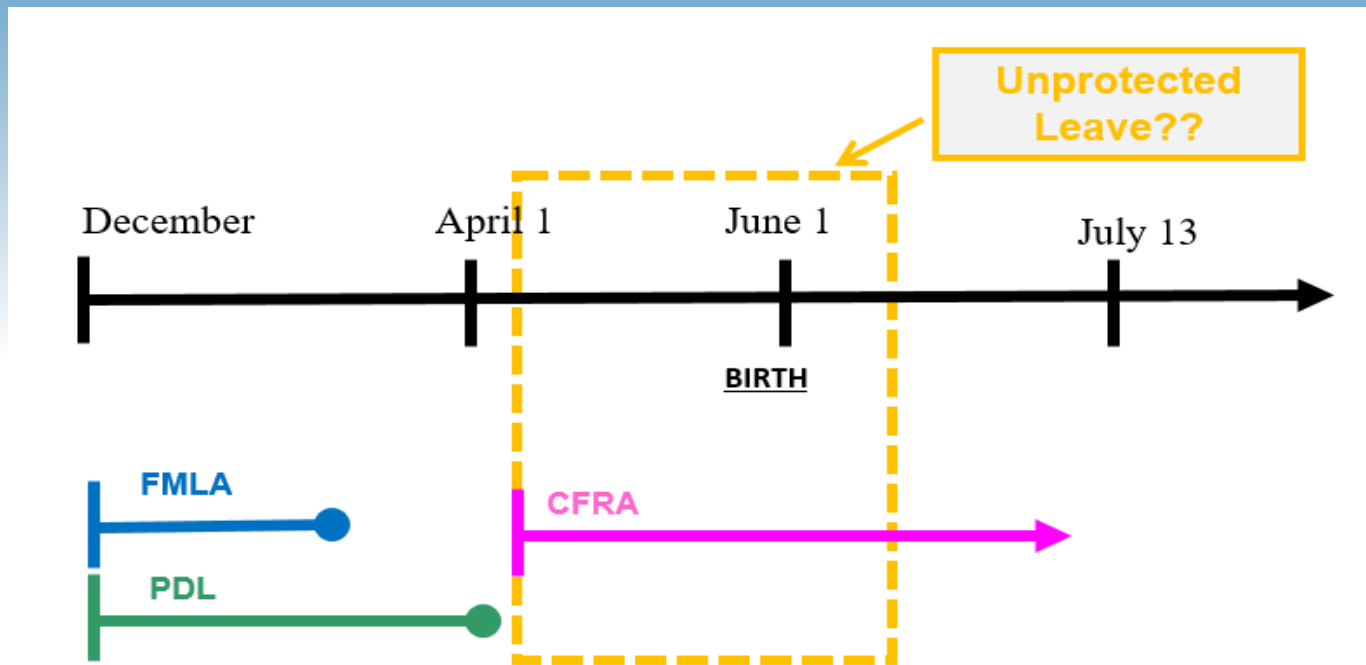 Unprotected
Leave??
December
April 1
June 1
July 13
BIRTH
FMLA
CFRA
PDL